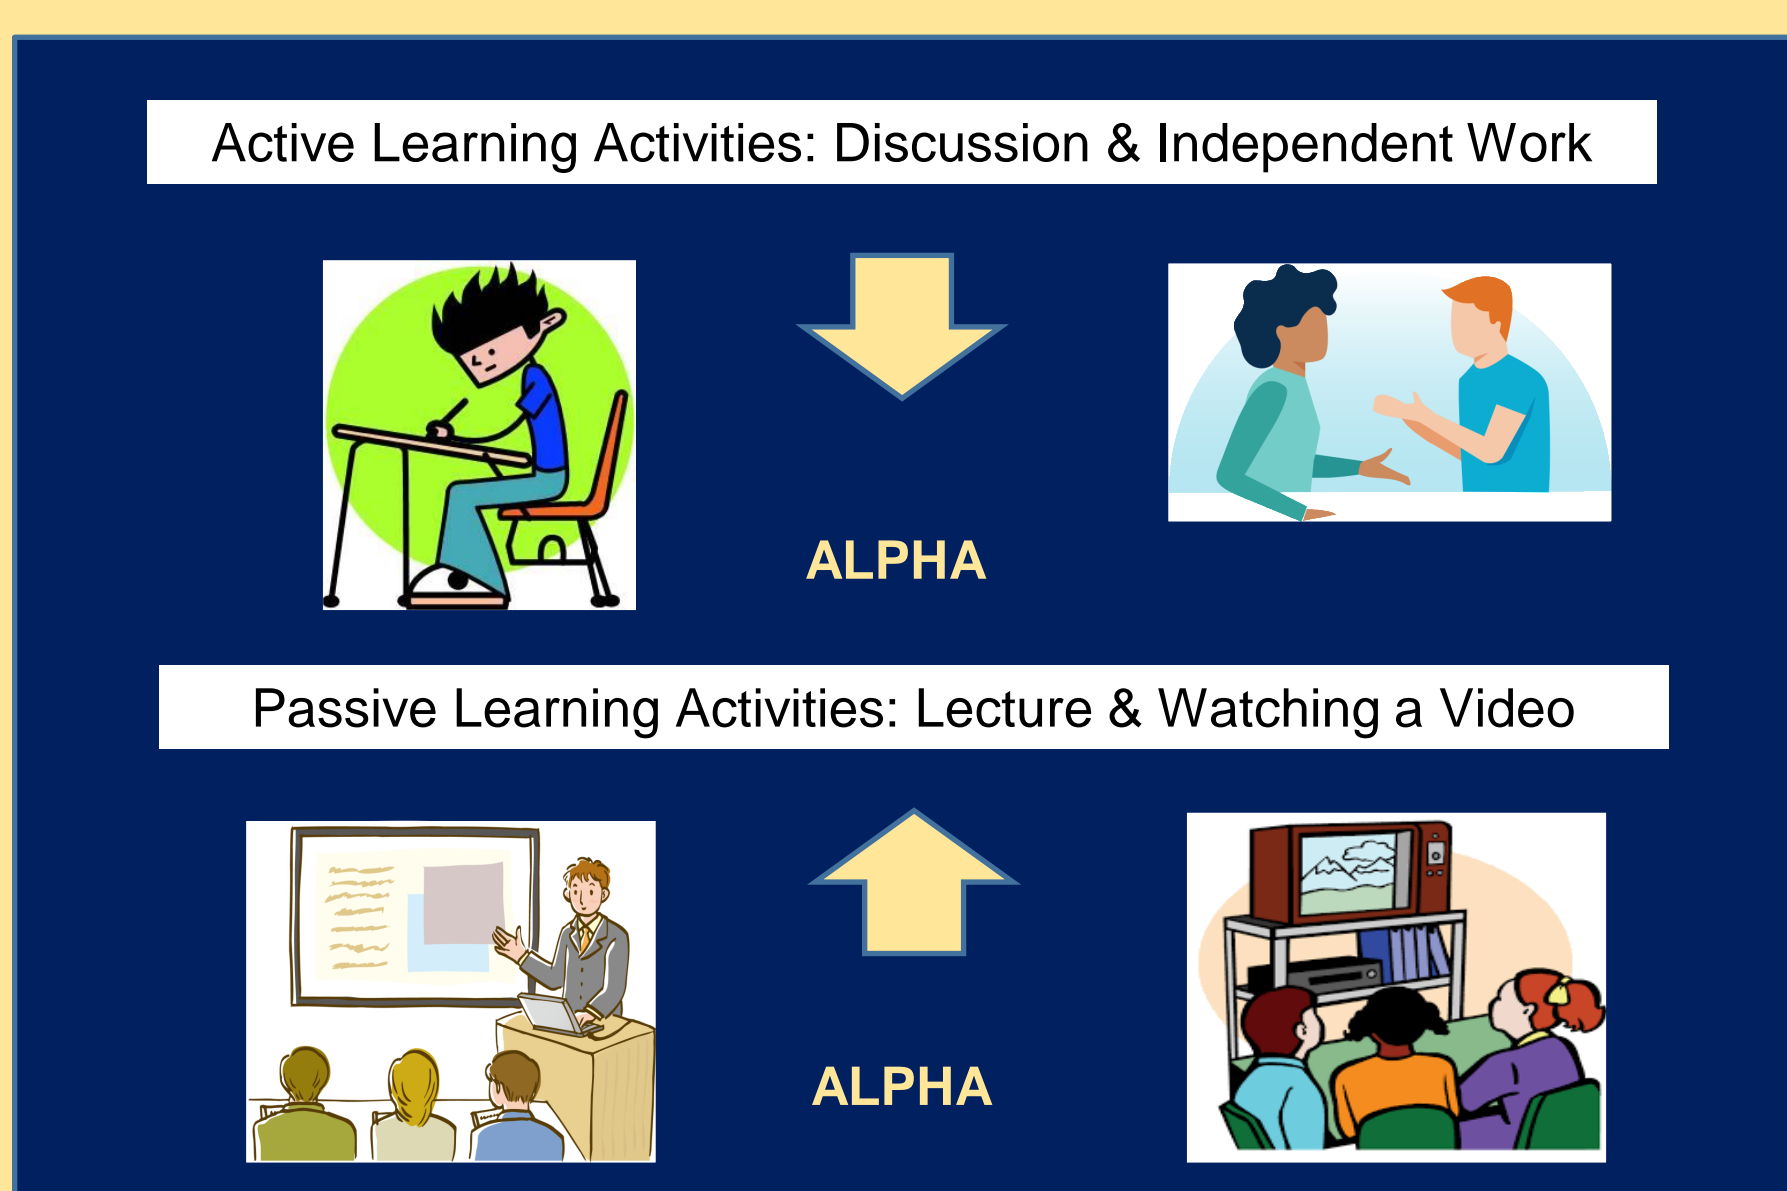 Active Learning Activities: Discussion & Independent Work
ALPHA
Passive Learning Activities: Lecture & Watching a Video
ALPHA